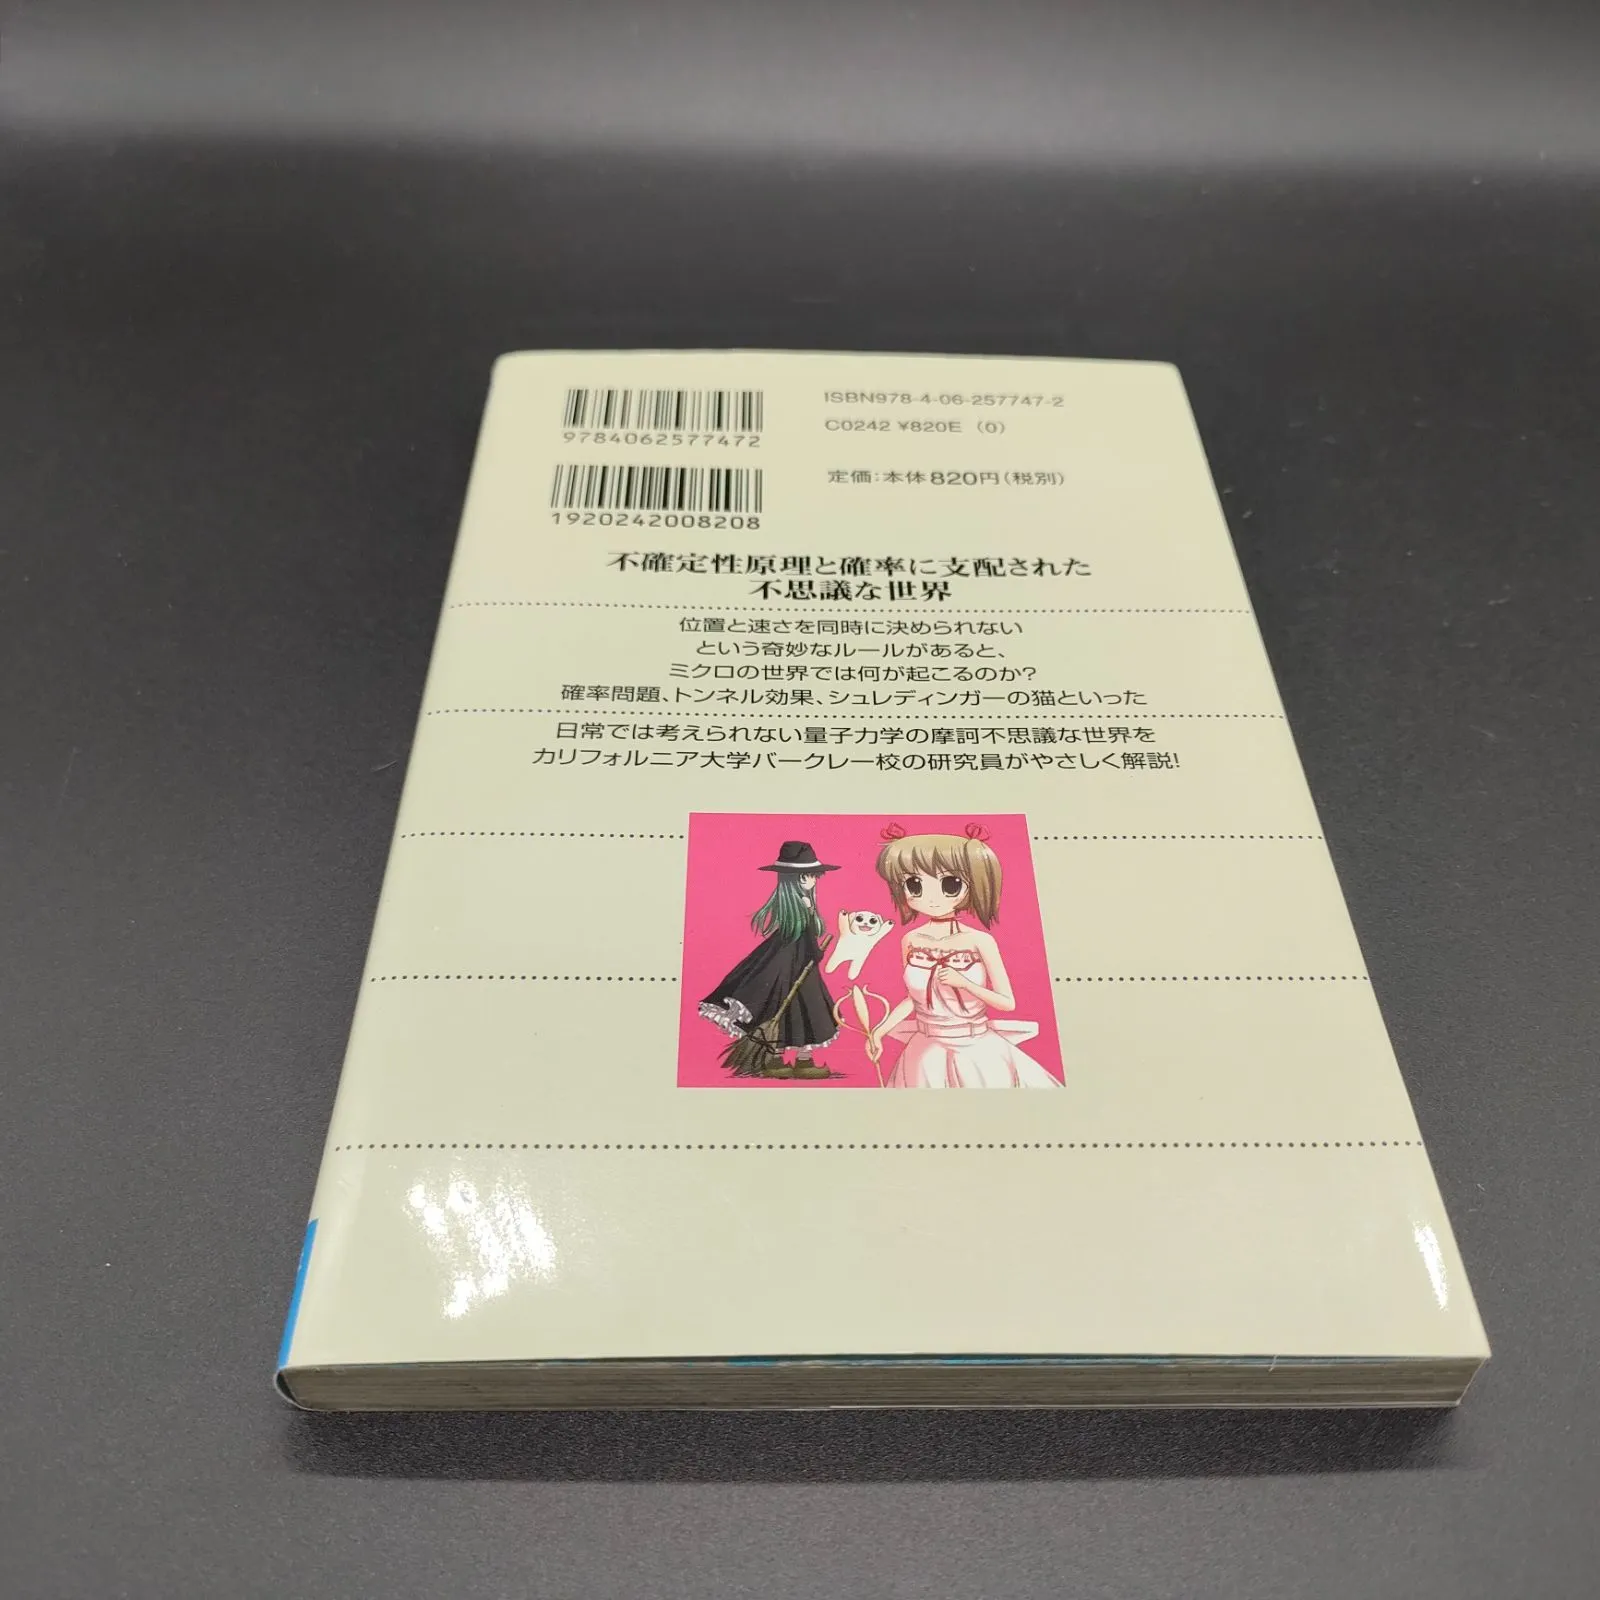 ISBN978-4-06-257747-2
C0242 ¥820E (0)
9784062577472
定価:本体820円(税別)
1920242008208
不確定性原理と確率に支配された
不思議な世界
位置と速さを同時に決められない
という奇妙なルールがあると、
ミクロの世界では何が起こるのか?
確率問題、トンネル効果、シュレディンガーの猫といった
日常では考えられない量子力学の摩訶不思議な世界を
カリフォルニア大学バークレー校の研究員がやさしく解説!